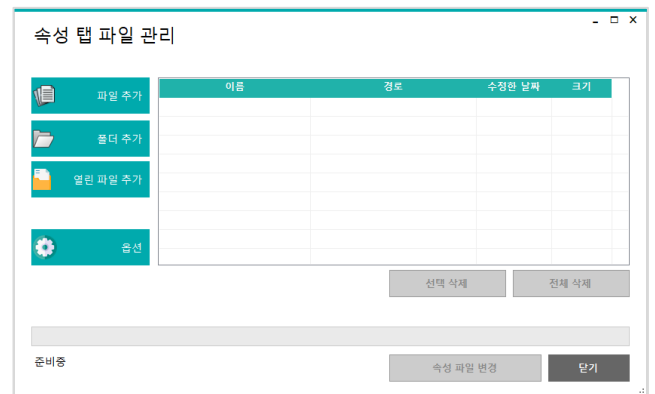 속성 탭 파일 관리
파일 추가
폴더 추가
열린 파일 추가
옵션
이름 경로 수정한 날짜 크기
선택 삭제 전체 삭제
준비중
속성 파일 변경 닫기